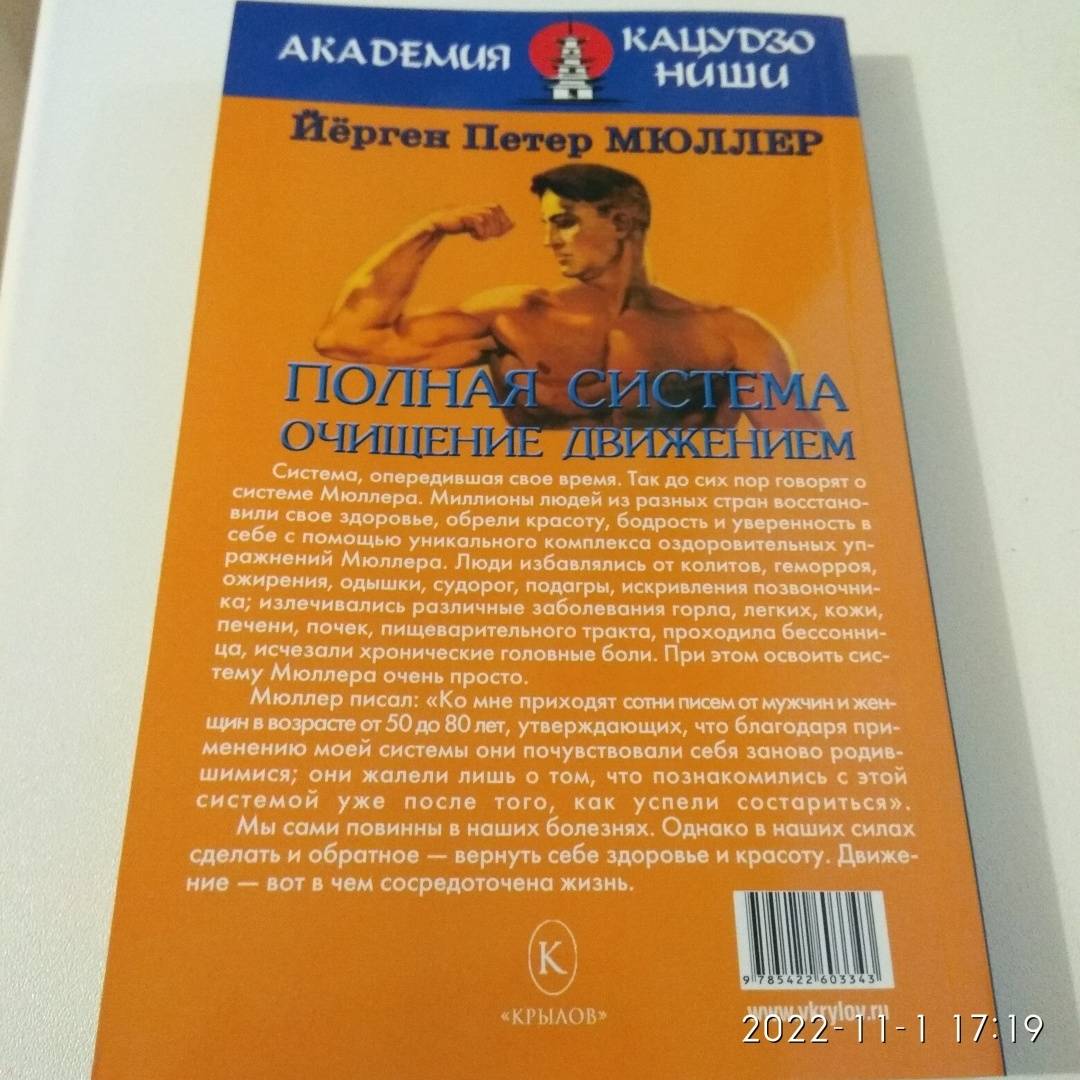 АКАДЕМИЯ
КАЦУДЗО
НИШИ
Йёрген Петер МЮЛЛЕР
ПОЛНАЯ СИСТЕМА
ОЧИЩЕНИЕ ДВИЖЕНИЕМ
Система, опередившая свое время. Так до сих пор говорят о
системе Мюллера. Миллионы людей из разных стран восстано-
вили свое здоровье, обрели красоту, бодрость и уверенность в
себе с помощью уникального комплекса оздоровительных уп-
ражнений Мюллера. Люди избавлялись от колитов, геморроя,
ожирения, одышки, судорог, подагры, искривления позвоночни-
ка; излечивались различные заболевания горла, легких, кожи,
печени, почек, пищеварительного тракта, проходила бессонни-
ца, исчезали хронические головные боли. При этом освоить сис-
тему Мюллера очень просто.
Мюллер писал: «Ко мне приходят сотни писем от мужчин и жен-
щин в возрасте от 50 до 80 лет, утверждающих, что благодаря при-
менению моей системы они почувствовали себя заново родив-
шимися; они жалели лишь о том, что познакомились с этой
системой уже после того, как успели состариться».
Мы сами повинны в наших болезнях. Однако в наших силах
сделать и обратное — вернуть себе здоровье и красоту. Движе-
ние — вот в чем сосредоточена жизнь.
К
«КРЫЛОВ»
9 785422 603343
www.vkrylov.ru
2022-11-1 17:19